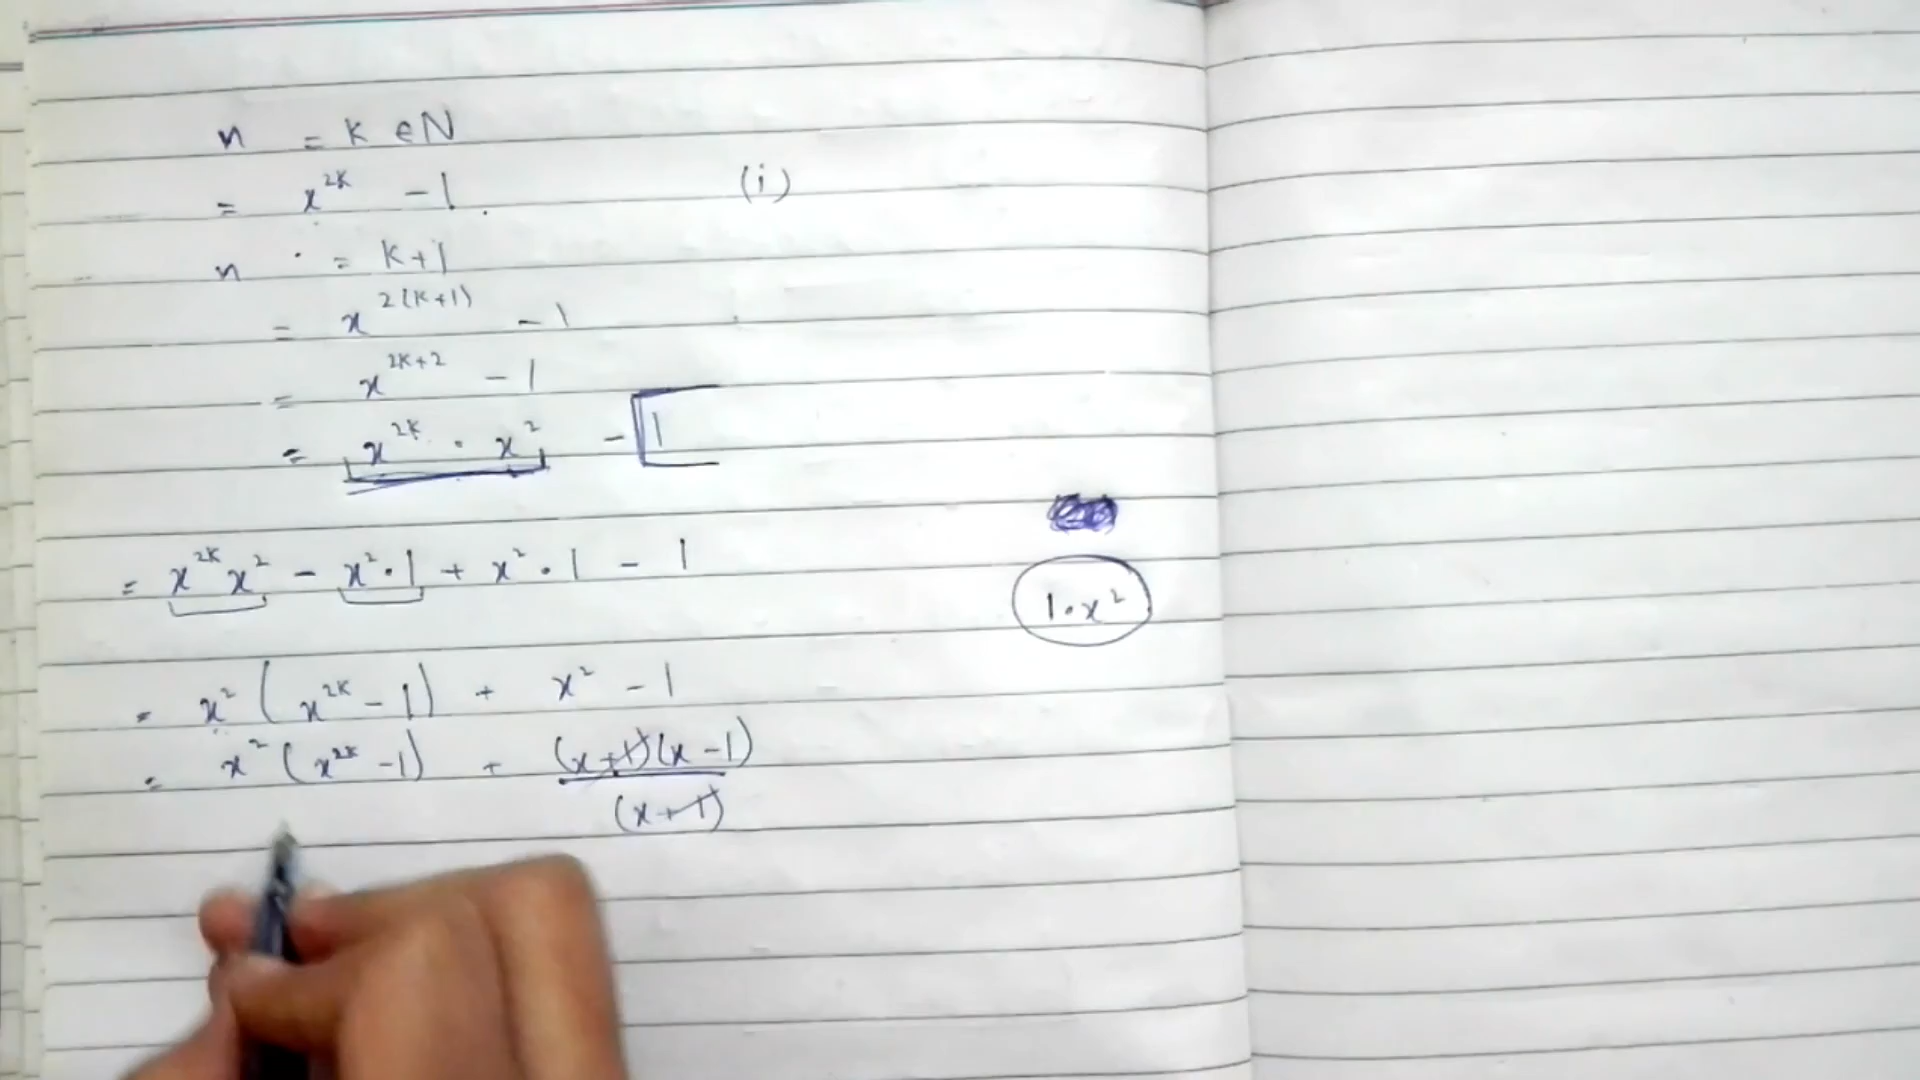 n = k eN
= x^{2k} - 1 . (i)
n . = k+1
= x^{2(k+1)} - 1
= x^{2k+2} - 1
= x^{2k} . x^2 - 1
= x^{2k} x^2 - x^2 . 1 + x^2 . 1 - 1
1 . x^2
= x^2 ( x^{2k} - 1 ) + x^2 - 1
= x^2 ( x^{2k} - 1 ) + (x+1)(x-1)
(x+1)